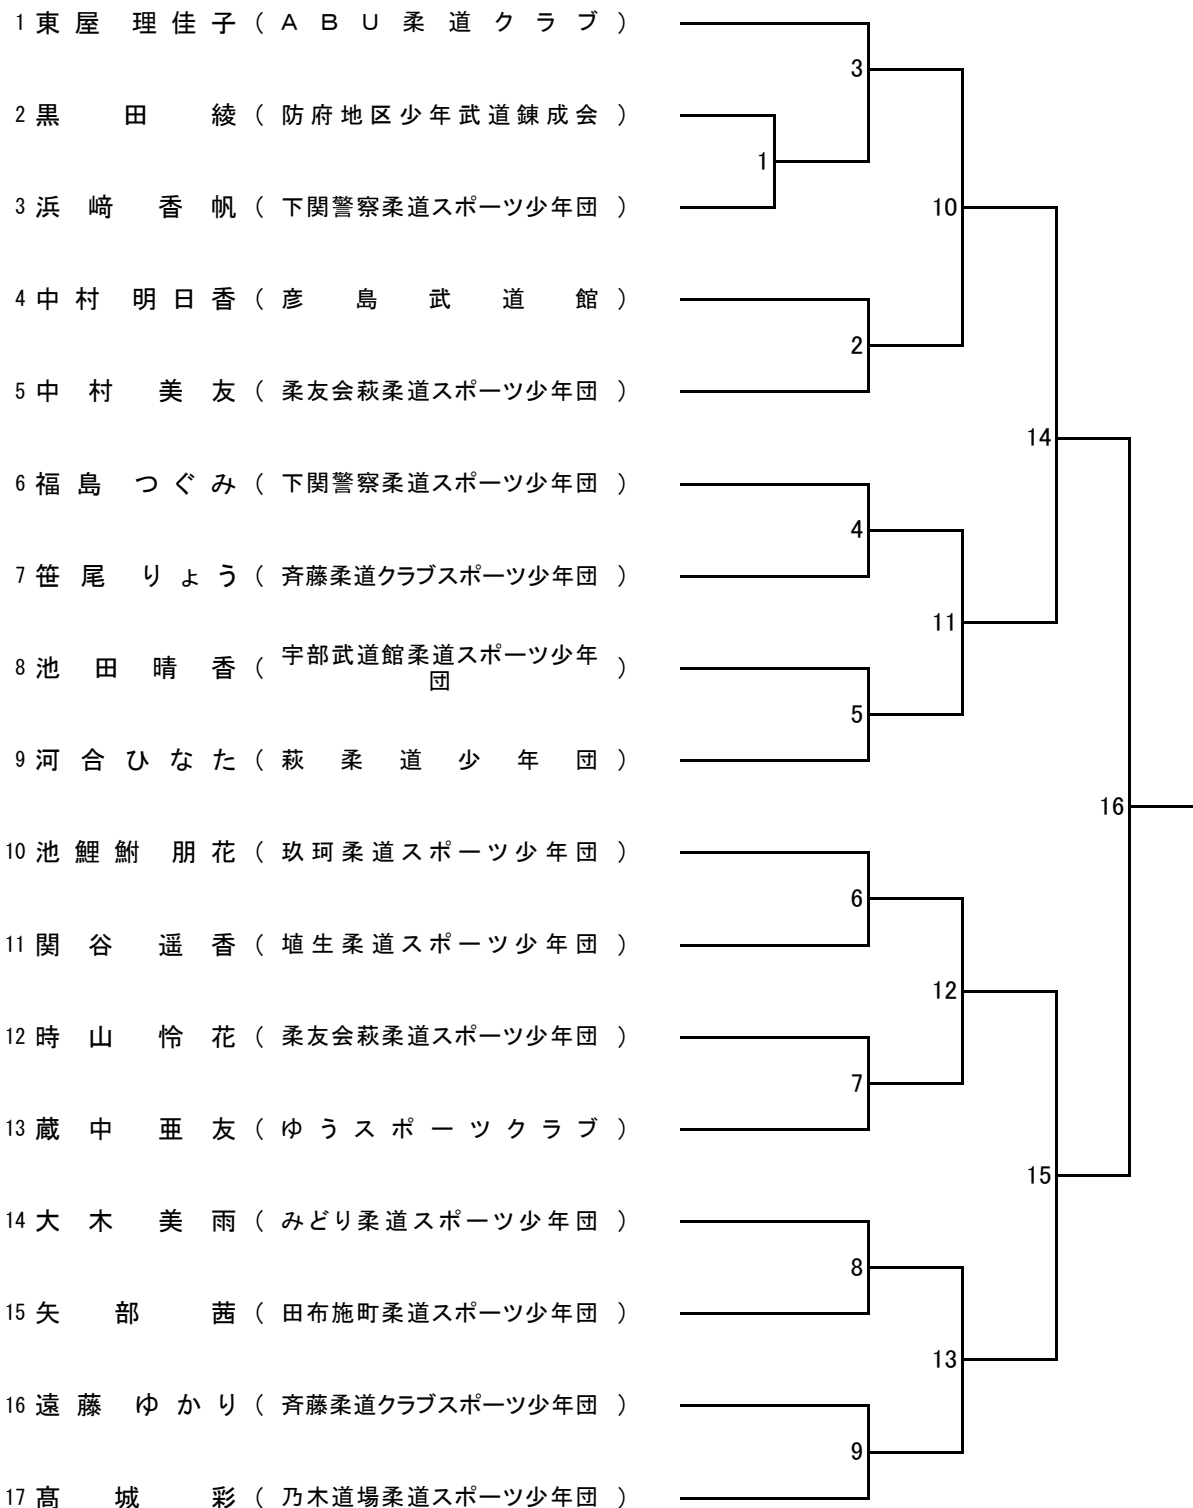 1 東屋 理佳子 ( ＡＢＵ柔道クラブ )
3
2 黒田 綾 ( 防府地区少年武道錬成会 )
1
3 浜﨑 香帆 ( 下関警察柔道スポーツ少年団 )
10
4 中村 明日香 ( 彦島武道館 )
2
5 中村 美友 ( 柔友会萩柔道スポーツ少年団 )
14
6 福島 つぐみ ( 下関警察柔道スポーツ少年団 )
4
7 笹尾 りょう ( 斉藤柔道クラブスポーツ少年団 )
11
8 池田晴香 ( 宇部武道館柔道スポーツ少年
団 )
5
9 河合ひなた ( 萩柔道少年団 )
16
10 池鯉鮒 朋花 ( 玖珂柔道スポーツ少年団 )
6
11 関谷 遥香 ( 埴生柔道スポーツ少年団 )
12
12 時山 怜花 ( 柔友会萩柔道スポーツ少年団 )
7
13 蔵中 亜友 ( ゆうスポーツクラブ )
15
14 大木 美雨 ( みどり柔道スポーツ少年団 )
8
15 矢部 茜 ( 田布施町柔道スポーツ少年団 )
13
16 遠藤 ゆかり ( 斉藤柔道クラブスポーツ少年団 )
9
17 髙城 彩 ( 乃木道場柔道スポーツ少年団 )